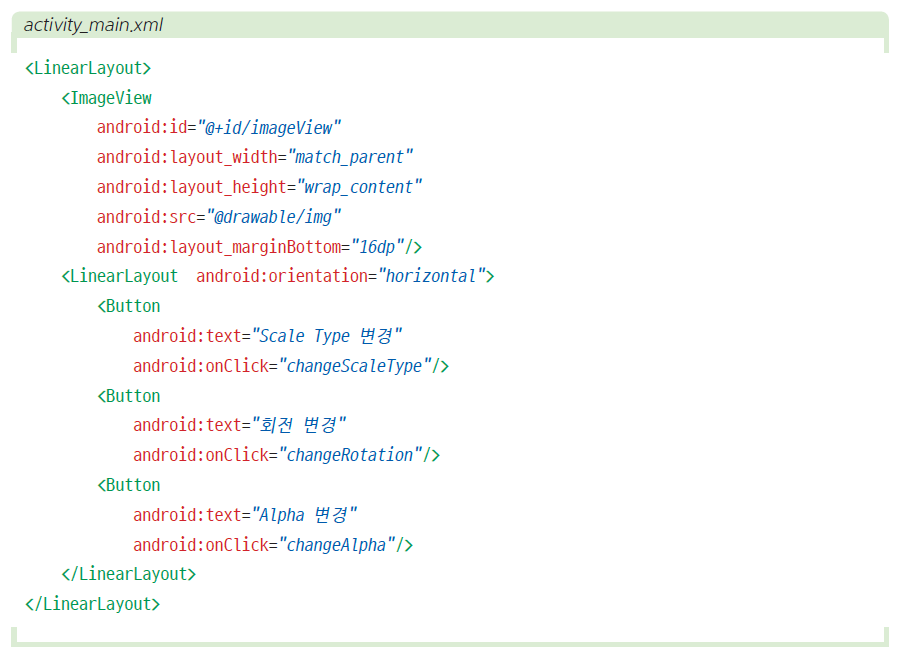 activity_main.xml
<LinearLayout>
<ImageView
android:id="@+id/imageView"
android:layout_width="match_parent"
android:layout_height="wrap_content"
android:src="@drawable/img"
android:layout_marginBottom="16dp"/>
<LinearLayout android:orientation="horizontal">
<Button
android:text="Scale Type 변경"
android:onClick="changeScaleType"/>
<Button
android:text="회전 변경"
android:onClick="changeRotation"/>
<Button
android:text="Alpha 변경"
android:onClick="changeAlpha"/>
</LinearLayout>
</LinearLayout>